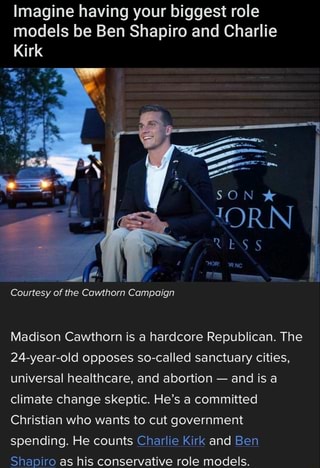 Imagine having your biggest role
models be Ben Shapiro and Charlie
Kirk
SON
HORN
RESS
Courtesy of the Cawthorn Campaign
Madison Cawthorn is a hardcore Republican. The
24-year-old opposes so-called sanctuary cities,
universal healthcare, and abortion — and is a
climate change skeptic. He’s a committed
Christian who wants to cut government
spending. He counts Charlie Kirk and Ben
Shapiro as his conservative role models.